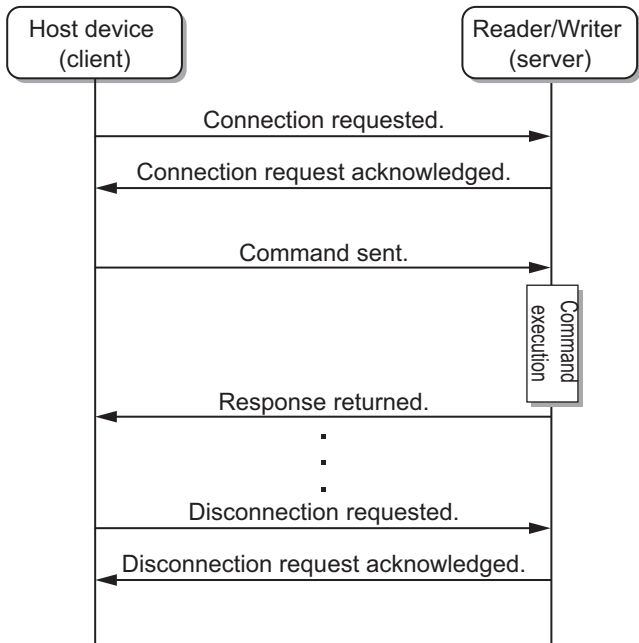 Host device
(client)
Reader/Writer
(server)
Connection requested.
Connection request acknowledged.
Command sent.
Command
execution
Response returned.
Disconnection requested.
Disconnection request acknowledged.